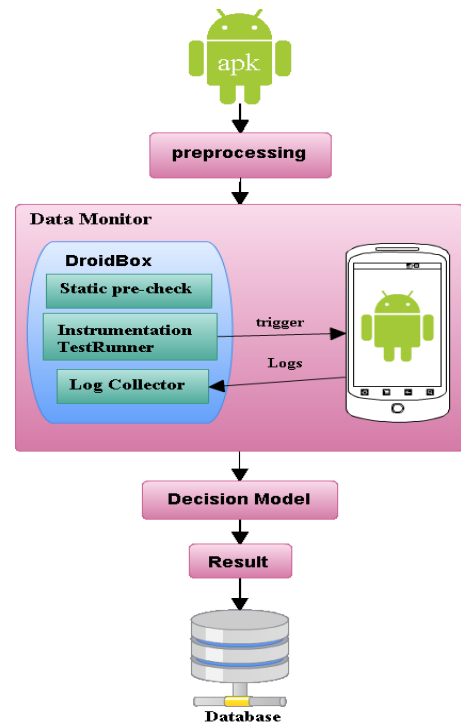 apk
preprocessing
Data Monitor
DroidBox
Static pre-check
Instrumentation
TestRunner
trigger
Logs
Log Collector
Decision Model
Result
Database